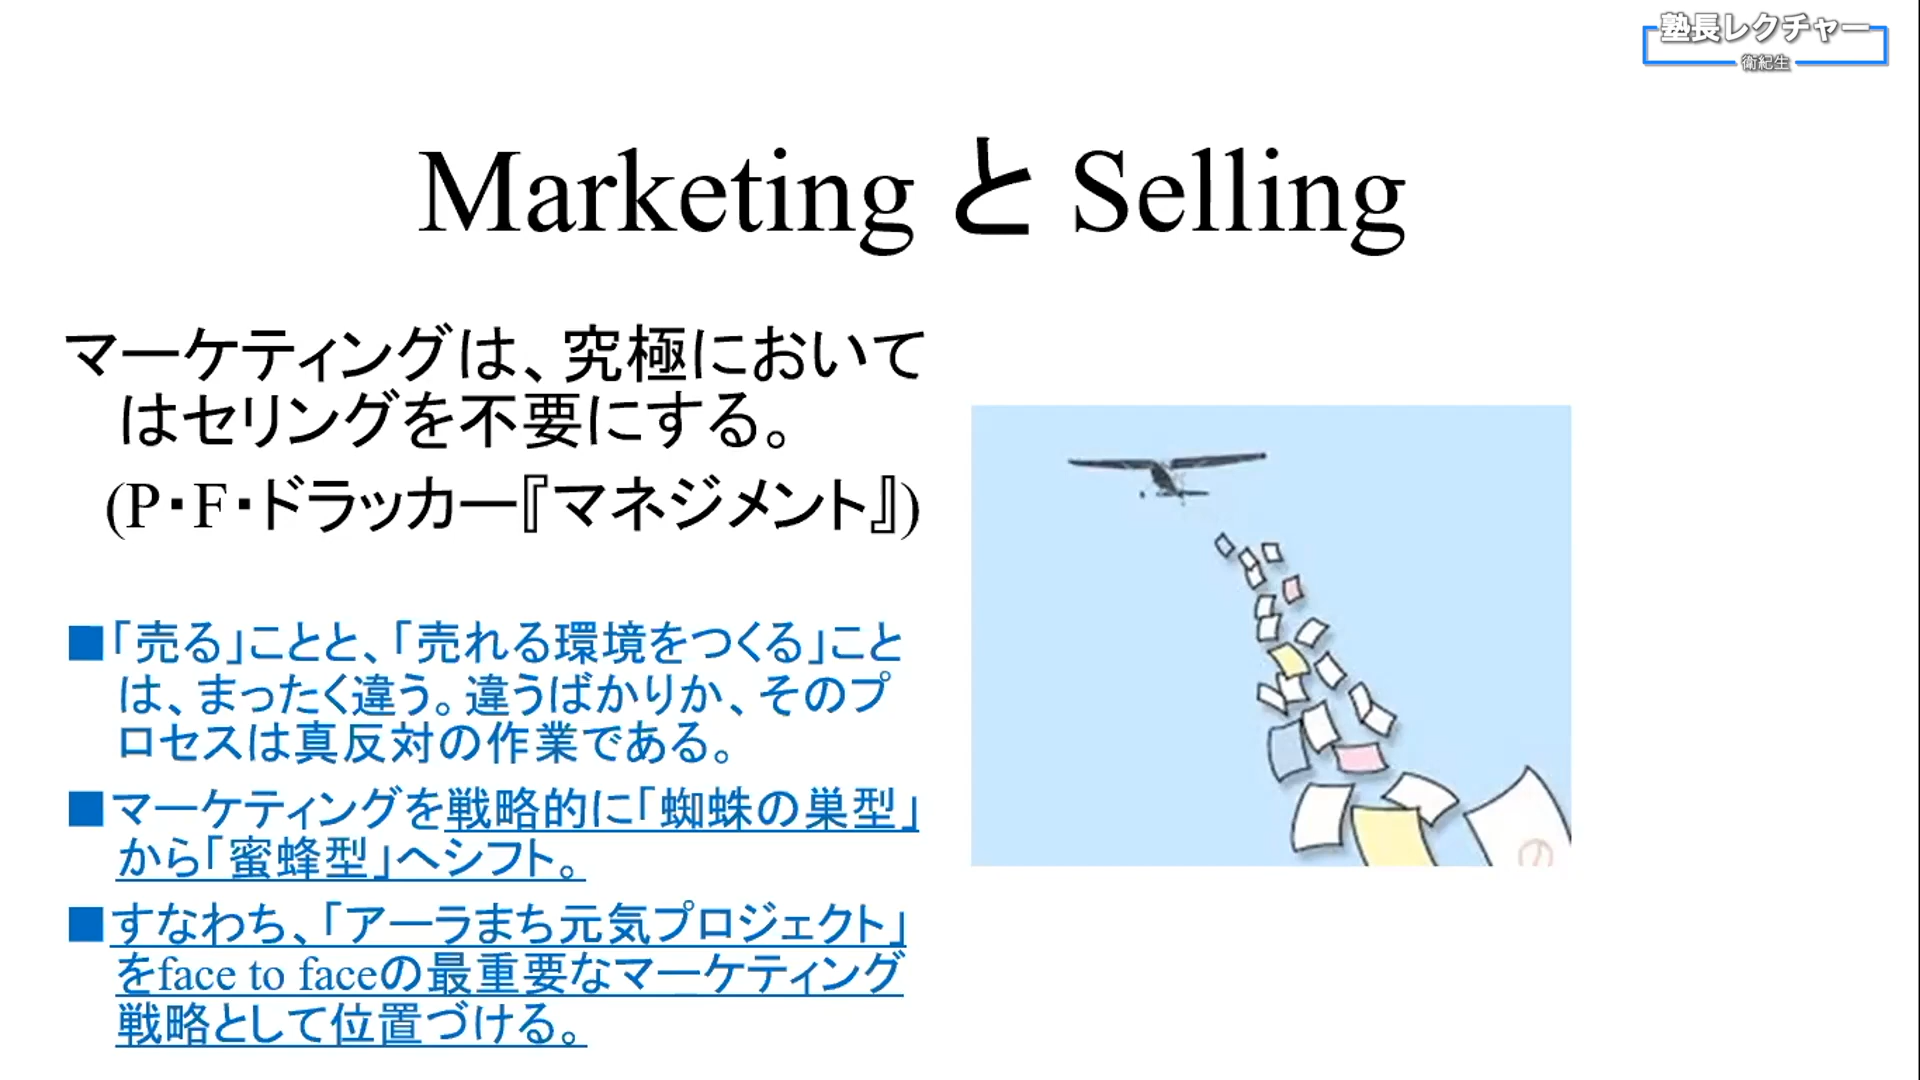 塾長レクチャー
衛紀生
Marketing と Selling
マーケティングは、究極において
はセリングを不要にする。
(P・F・ドラッカー『マネジメント』)
■「売る」ことと、「売れる環境をつくる」こと
は、まったく違う。違うばかりか、そのプ
ロセスは真反対の作業である。
■マーケティングを戦略的に「蜘蛛の巣型」
から「蜜蜂型」へシフト。
■すなわち、「アーラまち元気プロジェクト」
をface to faceの最重要なマーケティング
戦略として位置づける。
の